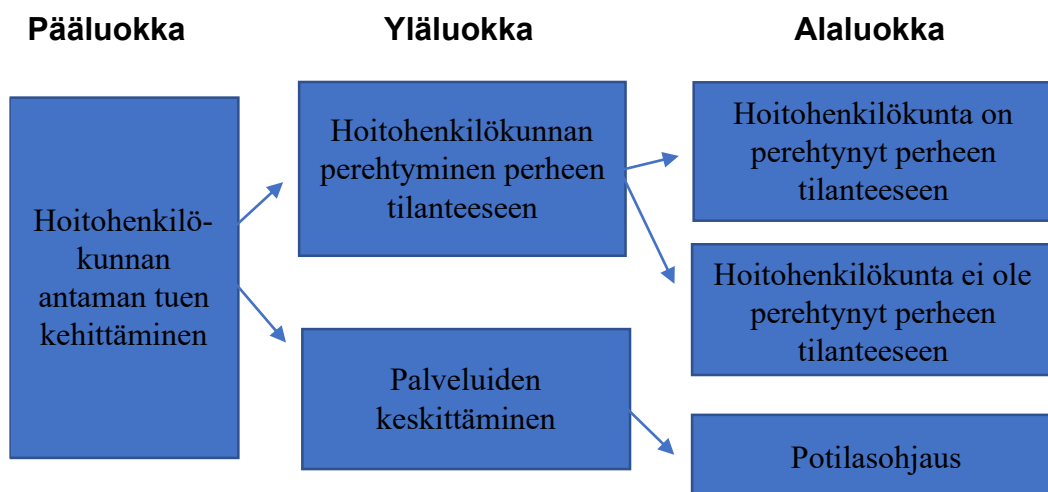 Pääluokka
Yläluokka
Alaluokka
Hoitohenkilö-
kunnan
antaman tuen
kehittäminen
Hoitohenkilökunnan
perehtyminen perheen
tilanteeseen
Palveluiden
keskittäminen
Hoitohenkilökunta on
perehtynyt perheen
tilanteeseen
Hoitohenkilökunta ei ole
perehtynyt perheen
tilanteeseen
Potilasohjaus